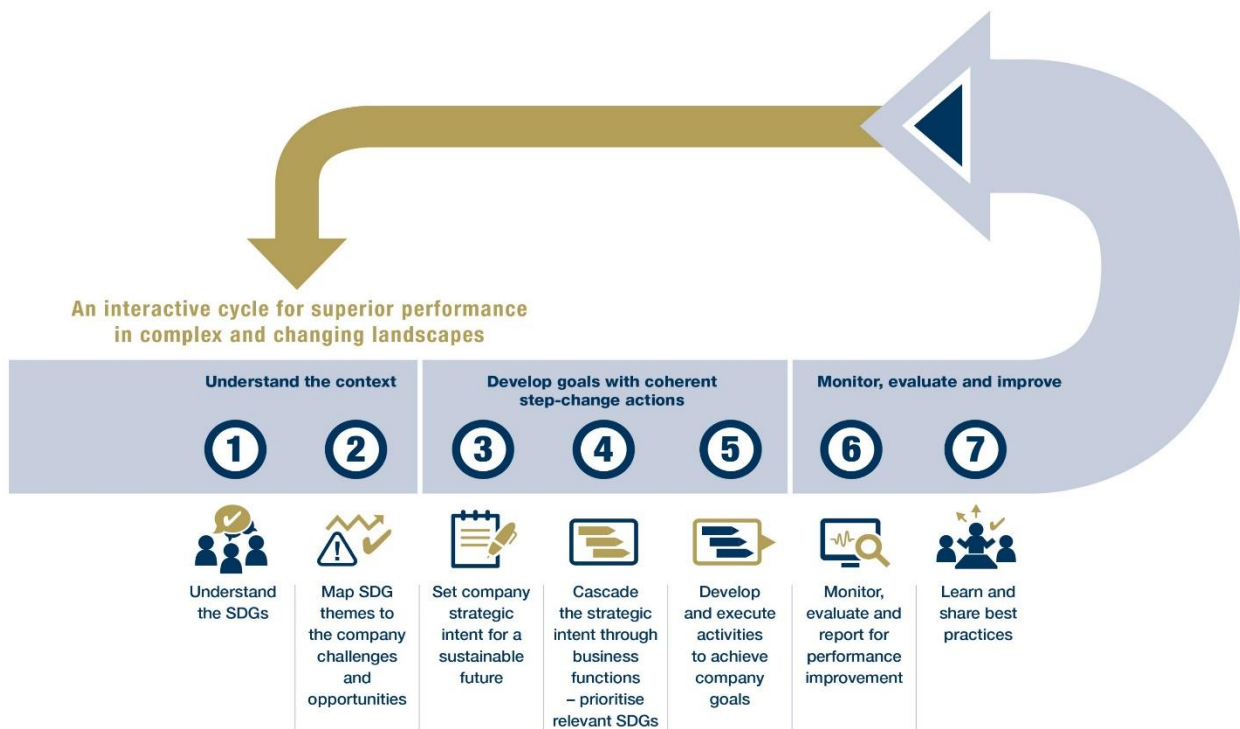 An interactive cycle for superior performance
in complex and changing landscapes
Understand the context
Develop goals with coherent
step-change actions
Monitor, evaluate and improve
1
2
3
4
5
6
7
Understand
the SDGs
Map SDG
themes to
the company
challenges
and
opportunities
Set company
strategic
intent for a
sustainable
future
Cascade
the strategic
intent through
business
functions
– prioritise
relevant SDGs
Develop
and execute
activities
to achieve
company
goals
Monitor,
evaluate and
report for
performance
improvement
Learn and
share best
practices